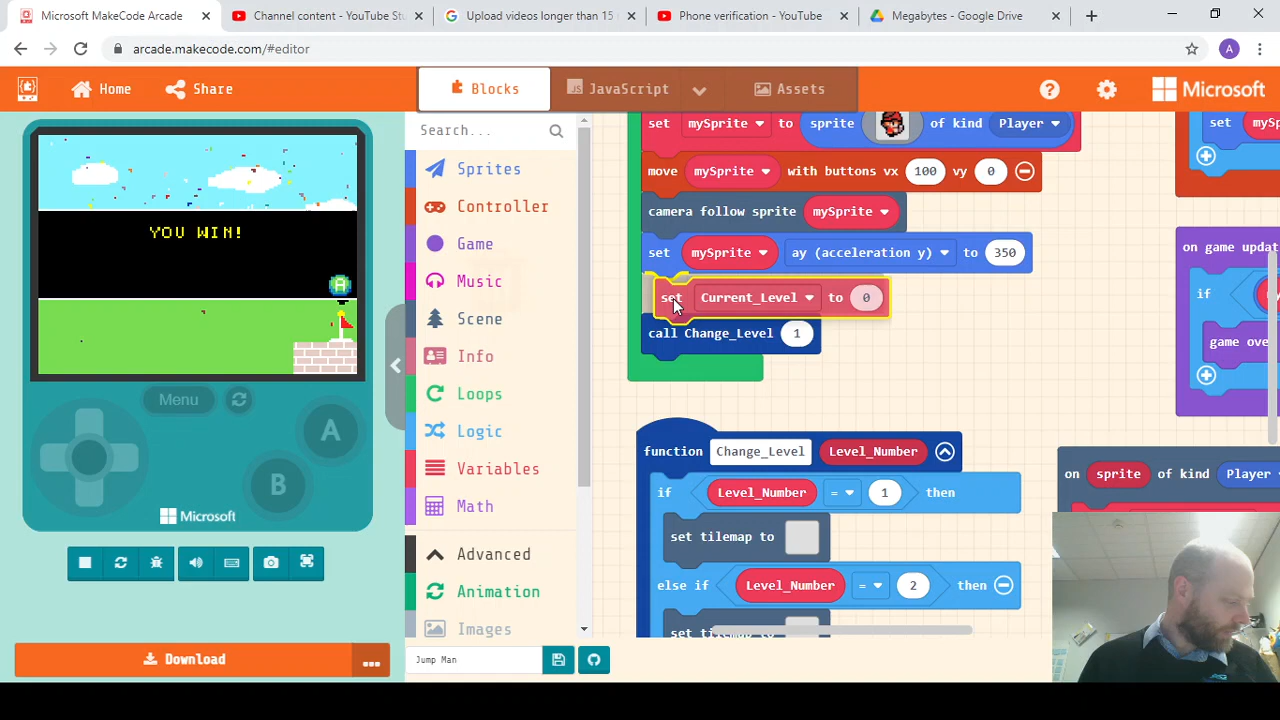 Microsoft MakeCode Arcade
Channel content - YouTube Stu
Upload videos longer than 15 m
Phone verification - YouTube
Megabytes - Google Drive
arcade.makecode.com/#editor
A
Home
Share
Blocks
JavaScript
Assets
Microsoft
YOU WIN!
A
Menu
A
B
Microsoft
Download
...
Search...
Sprites
Controller
Game
Music
Scene
Info
Loops
Logic
Variables
Math
Advanced
Animation
Images
Jump Man
set mySprite to sprite of kind Player
move mySprite with buttons vx 100 vy 0
camera follow sprite mySprite
set mySprite ay (acceleration y) to 350
set Current_Level to 0
call Change_Level 1
function Change_Level Level_Number
if Level_Number = 1 then
set tilemap to
else if Level_Number = 2 then
set tilemap to
set mySp
on game updat
if
game ove
on sprite of kind Player